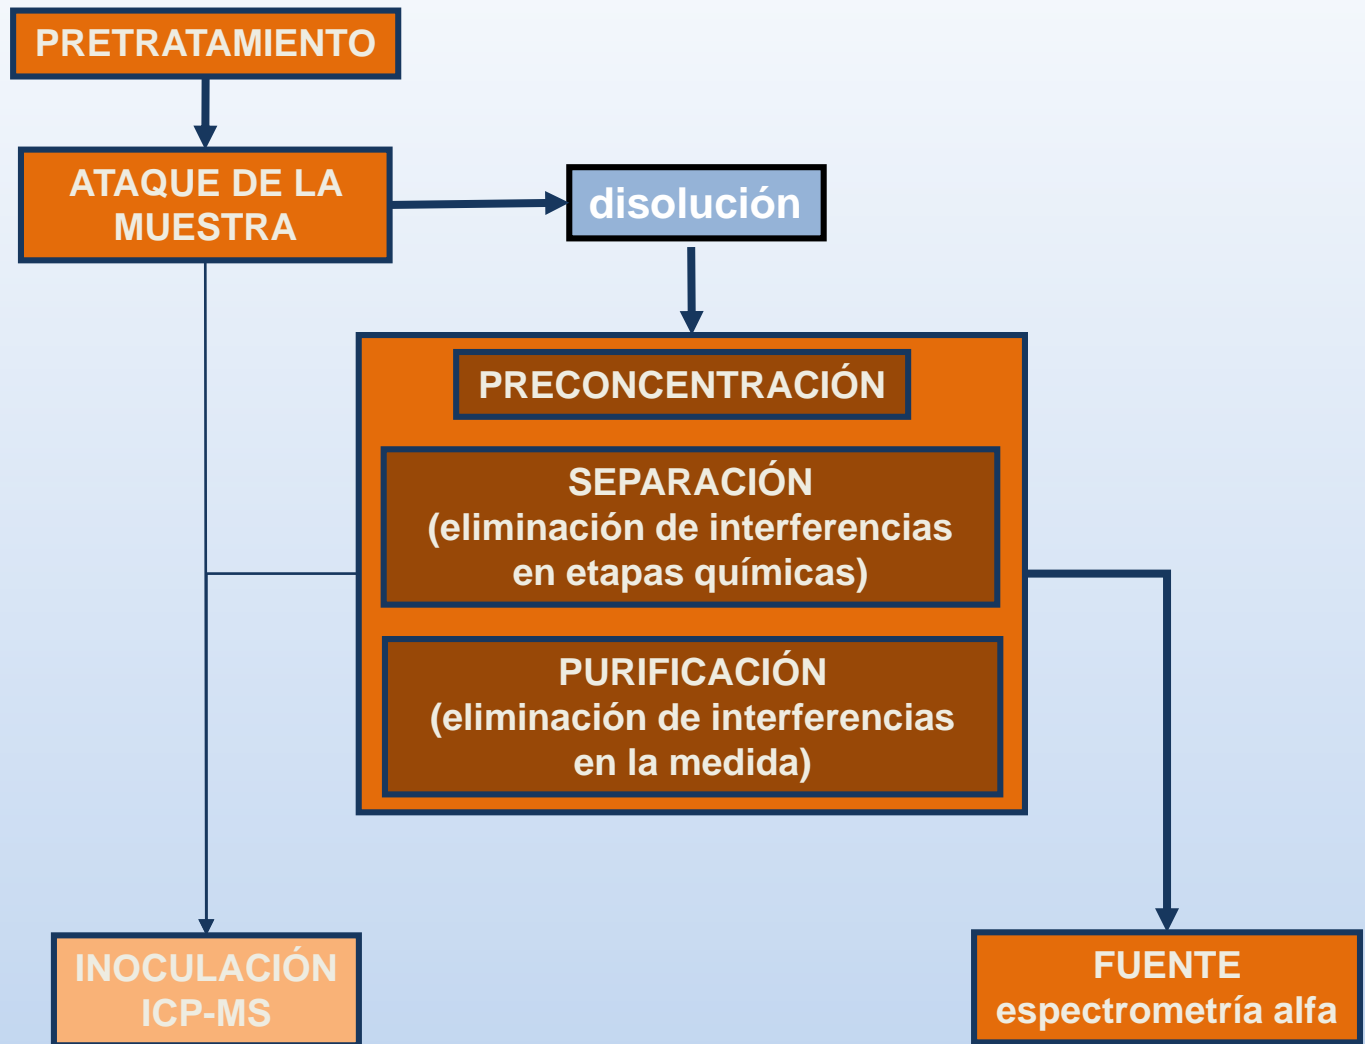 PRETRATAMIENTO
ATAQUE DE LA
MUESTRA
disolución
PRECONCENTRACIÓN
SEPARACIÓN
(eliminación de interferencias
en etapas químicas)
PURIFICACIÓN
(eliminación de interferencias
en la medida)
INOCULACIÓN
ICP-MS
FUENTE
espectrometría alfa